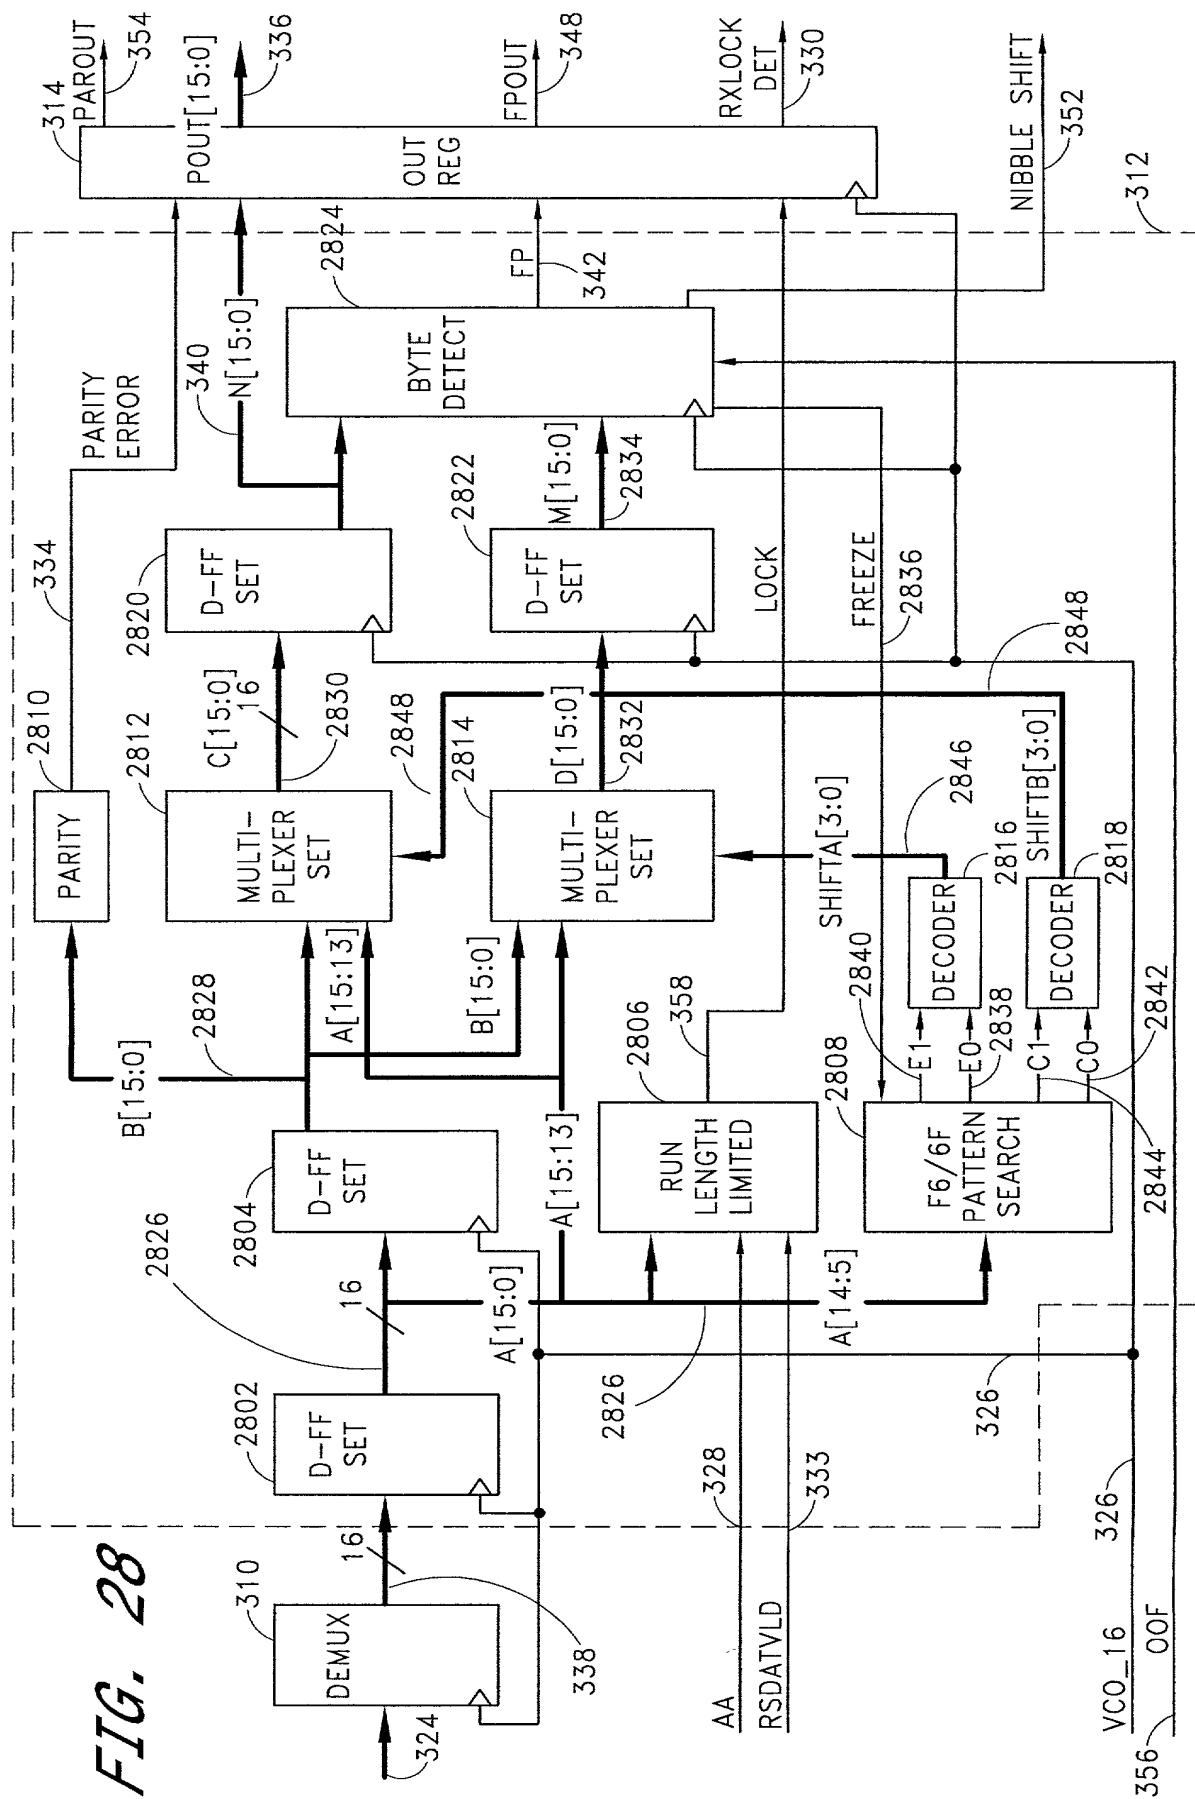 FIG. 28
324
DEMUX
310
338
16
D-FF
SET
2802
2826
16
A[15:0]
D-FF
SET
2804
B[15:0]
2828
A[15:13]
A[15:13]
B[15:0]
PARITY
2810
334
PARITY
ERROR
MULTI-
PLEXER
SET
2812
C[15:0]
16
2830
2848
MULTI-
PLEXER
SET
2814
D[15:0]
2832
D-FF
SET
2820
340
N[15:0]
D-FF
SET
2822
M[15:0]
2834
BYTE
DETECT
2824
FP
342
OUT
REG
314
PAROUT
354
POUT[15:0]
336
FPOUT
348
RXLOCK
DET
330
NIBBLE SHIFT
352
312
AA
328
RSDATVLD
333
2826
A[14:5]
RUN
LENGTH
LIMITED
2806
358
LOCK
F6/6F
PATTERN
SEARCH
2808
FREEZE
2836
E1
2840
E0
2838
C1
2844
C0
2842
DECODER
2816
DECODER
2818
SHIFTA[3:0]
2846
SHIFTB[3:0]
2848
VCO_16
326
326
OOF
356